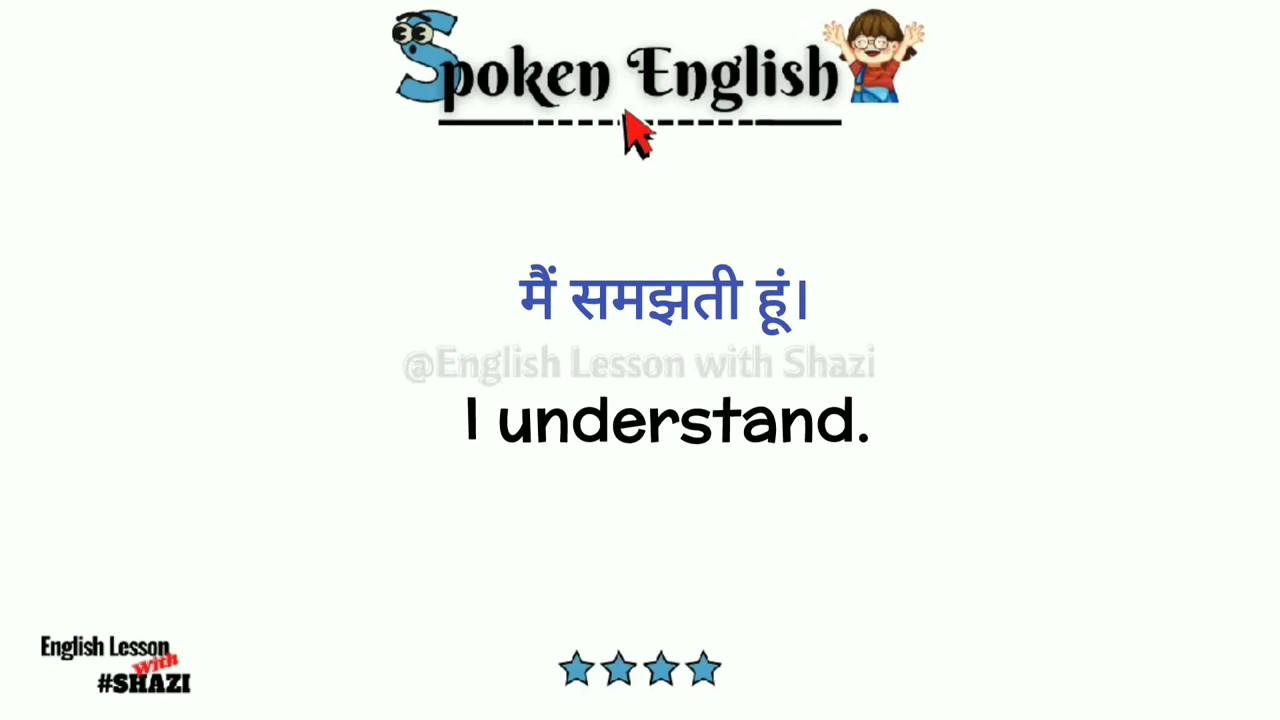 Spoken English
मैं समझती हूं।
@English Lesson with Shazi
I understand.
English Lesson
with
#SHAZI